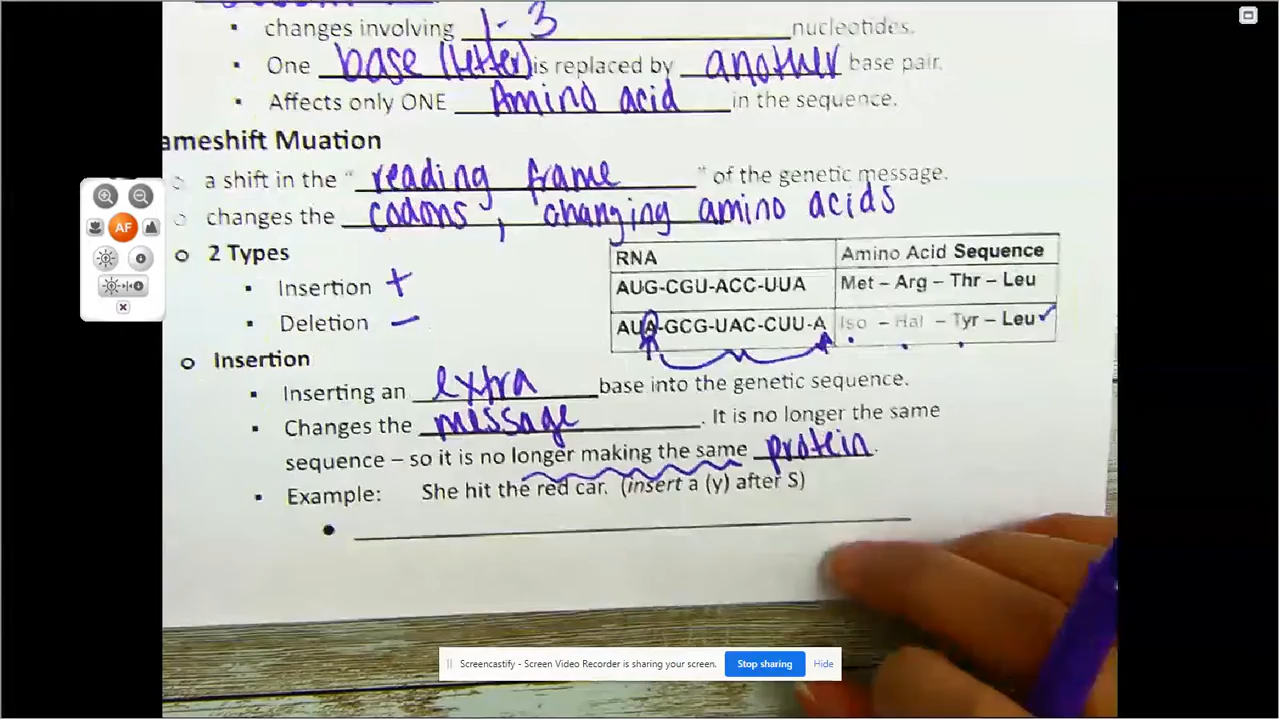 changes involving 1-3 nucleotides.
One base (letter) is replaced by another base pair.
Affects only ONE Amino acid in the sequence.
ameshift Muation
a shift in the "reading frame" of the genetic message.
changes the codons, changing amino acids
2 Types
Insertion +
Deletion -
RNA Amino Acid Sequence
AUG-CGU-ACC-UUA Met – Arg – Thr – Leu
AUA-GCG-UAC-CUU-A Iso – Hal – Tyr – Leu
AF
Insertion
Inserting an extra base into the genetic sequence.
Changes the message. It is no longer the same
sequence – so it is no longer making the same protein.
Example: She hit the red car. (insert a (y) after S)
Screencastify - Screen Video Recorder is sharing your screen. Stop sharing Hide